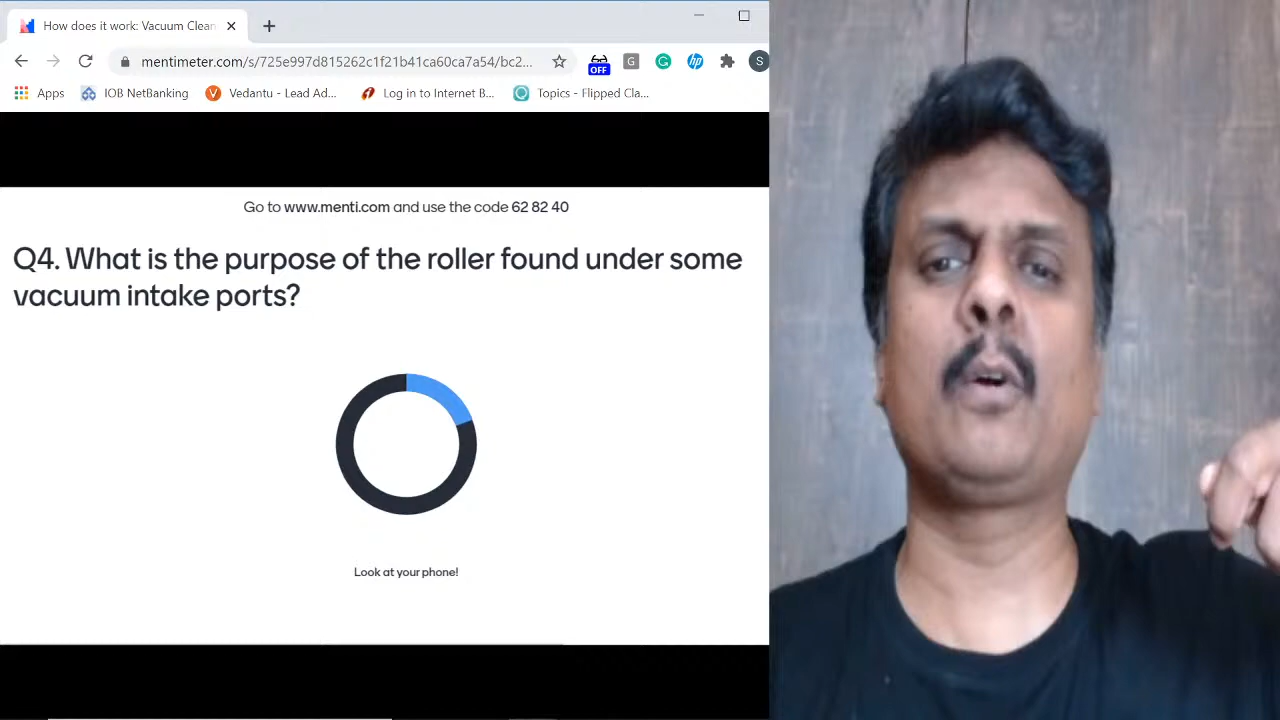 How does it work: Vacuum Clean
mentimeter.com/s/725e997d815262c1f21b41ca60ca7a54/bc2...
G
OFF
S
Apps
IOB NetBanking
V
Vedantu - Lead Ad...
Log in to Internet B...
Topics - Flipped Cla...
Go to www.menti.com and use the code 62 82 40
Q4. What is the purpose of the roller found under some
vacuum intake ports?
Look at your phone!